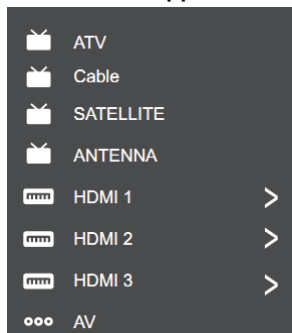 ATV
Cable
SATELLITE
ANTENNA
HDMI 1 >
HDMI 2 >
HDMI 3 >
AV